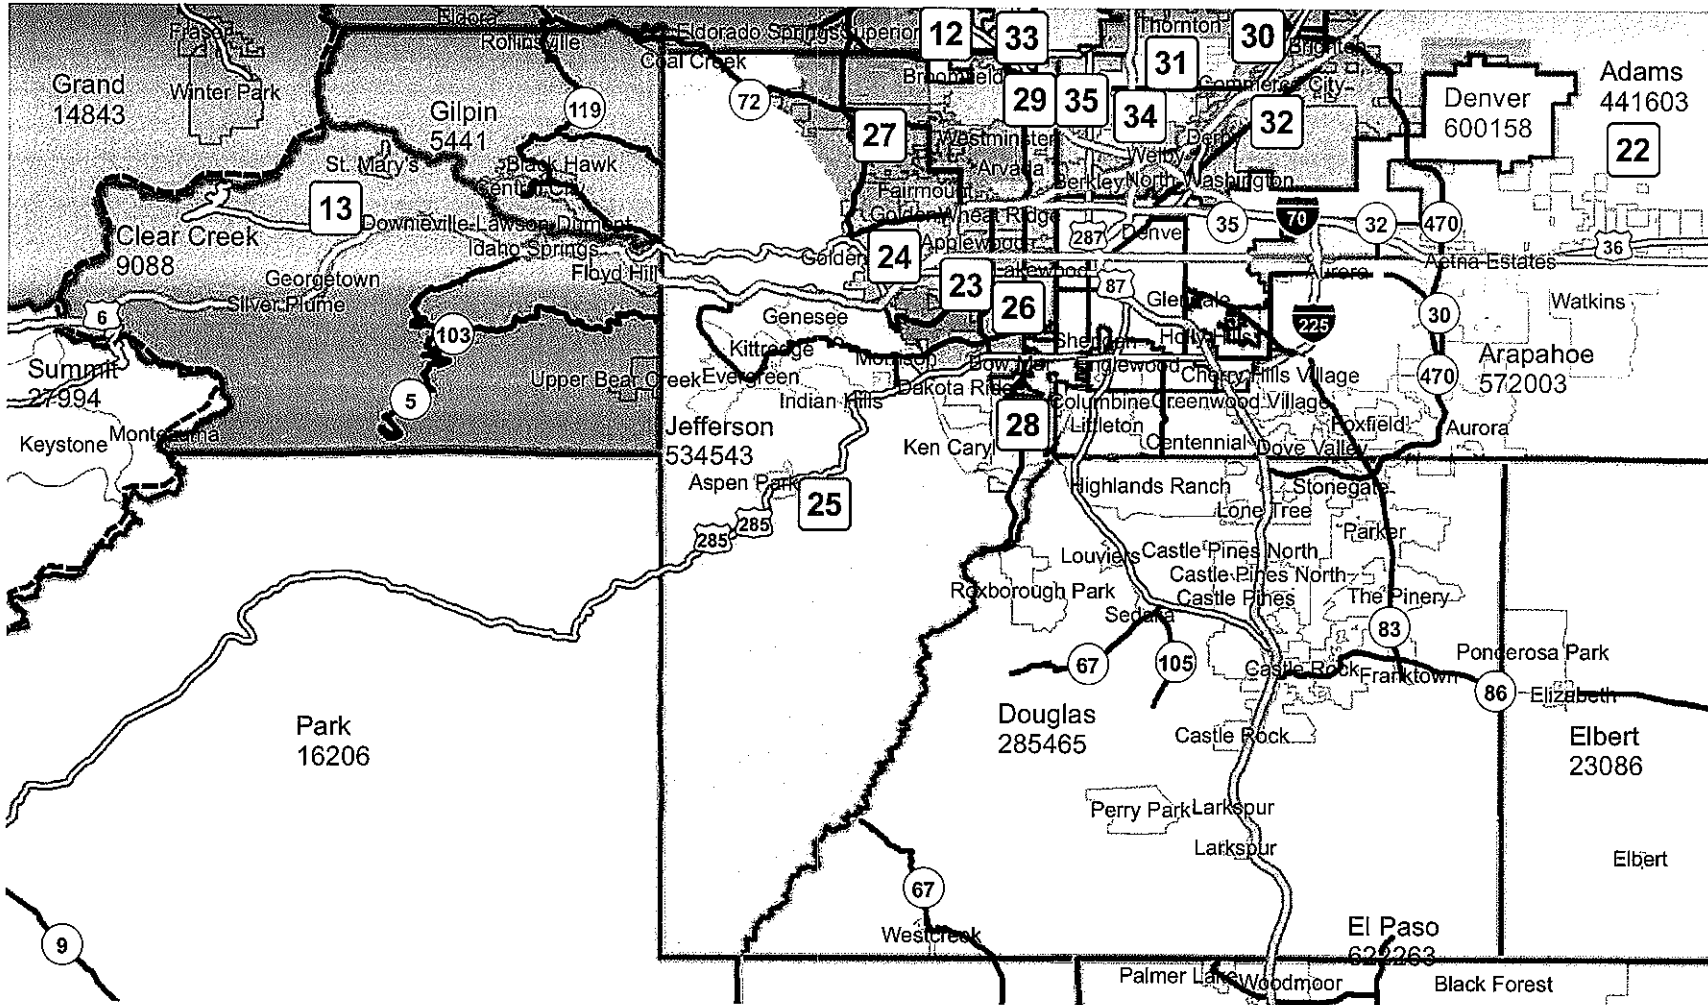 Eldora
Fraser
Rollinsville
Eldorado Springs
Superior
12
33
Thornton
30
Brighton
Coal Creek
Broomfield
31
Commerce City
Grand
14843
Winter Park
Gilpin
5441
119
72
29
35
34
32
Denver
600158
Adams
441603
22
27
Westminster
Derby
Welby
St. Mary's
Black Hawk
Arvada
Berkley
North Washington
Central City
Fairmount
13
Downieville-Lawson-Dumont
Golden
Wheat Ridge
35
70
32
470
Clear Creek
9088
Idaho Springs
Applewood
287
Denver
36
Georgetown
Floyd Hill
Golden
24
Lakewood
Aurora
Aetna Estates
Silver Plume
23
26
87
Glendale
Watkins
6
Genesee
225
30
103
Kittredge
Morrison
Sheridan
Holly Hills
Summit
27994
Upper Bear Creek
Evergreen
Bow Mar
Englewood
Cherry Hills Village
470
Arapahoe
572003
5
Indian Hills
Dakota Ridge
Columbine
Greenwood Village
Keystone
Montezuma
Jefferson
534543
Ken Caryl
28
Littleton
Centennial
Foxfield
Aurora
Dove Valley
Aspen Park
25
Highlands Ranch
Stonegate
Lone Tree
285
285
Parker
Louviers
Castle Pines North
Castle Pines North
Roxborough Park
Castle Pines
The Pinery
Sedalia
83
67
105
Castle Rock
Franktown
Ponderosa Park
86
Elizabeth
Park
16206
Douglas
285465
Castle Rock
Elbert
23086
Perry Park
Larkspur
Larkspur
Elbert
67
9
Westcreek
El Paso
622263
Palmer Lake
Woodmoor
Black Forest